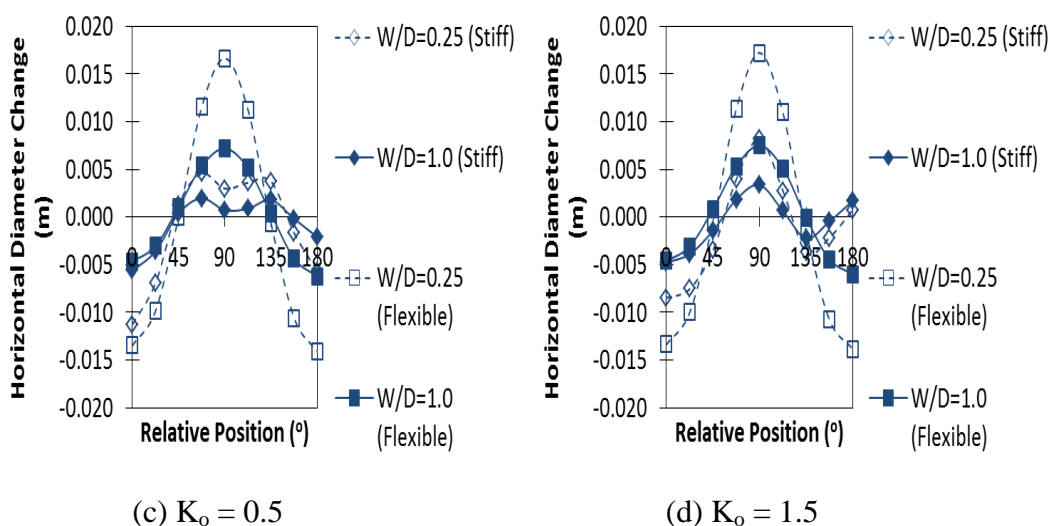 Horizontal Diameter Change
(m)
0.020
0.015
0.010
0.005
0.000
-0.005
-0.010
-0.015
-0.020
0 45 90 135 180
Relative Position (°)
W/D=0.25 (Stiff)
W/D=1.0 (Stiff)
W/D=0.25
(Flexible)
W/D=1.0
(Flexible)
(c) Kₒ = 0.5
Horizontal Diameter Change
(m)
0.020
0.015
0.010
0.005
0.000
-0.005
-0.010
-0.015
-0.020
0 45 90 135 180
Relative Position (°)
W/D=0.25 (Stiff)
W/D=1.0 (Stiff)
W/D=0.25
(Flexible)
W/D=1.0
(Flexible)
(d) Kₒ = 1.5